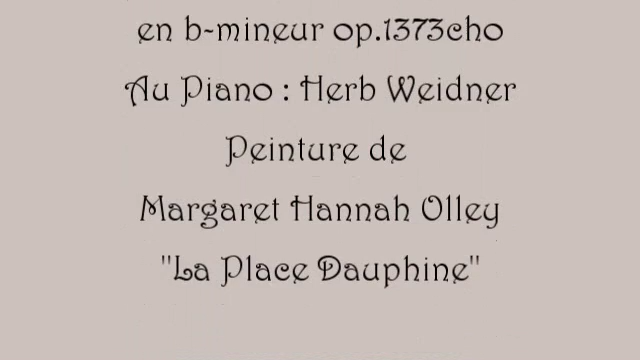 en b-mineur op.1373cho
Au Piano : Herb Weidner
Peinture de
Margaret Hannah Olley
"La Place Dauphine"